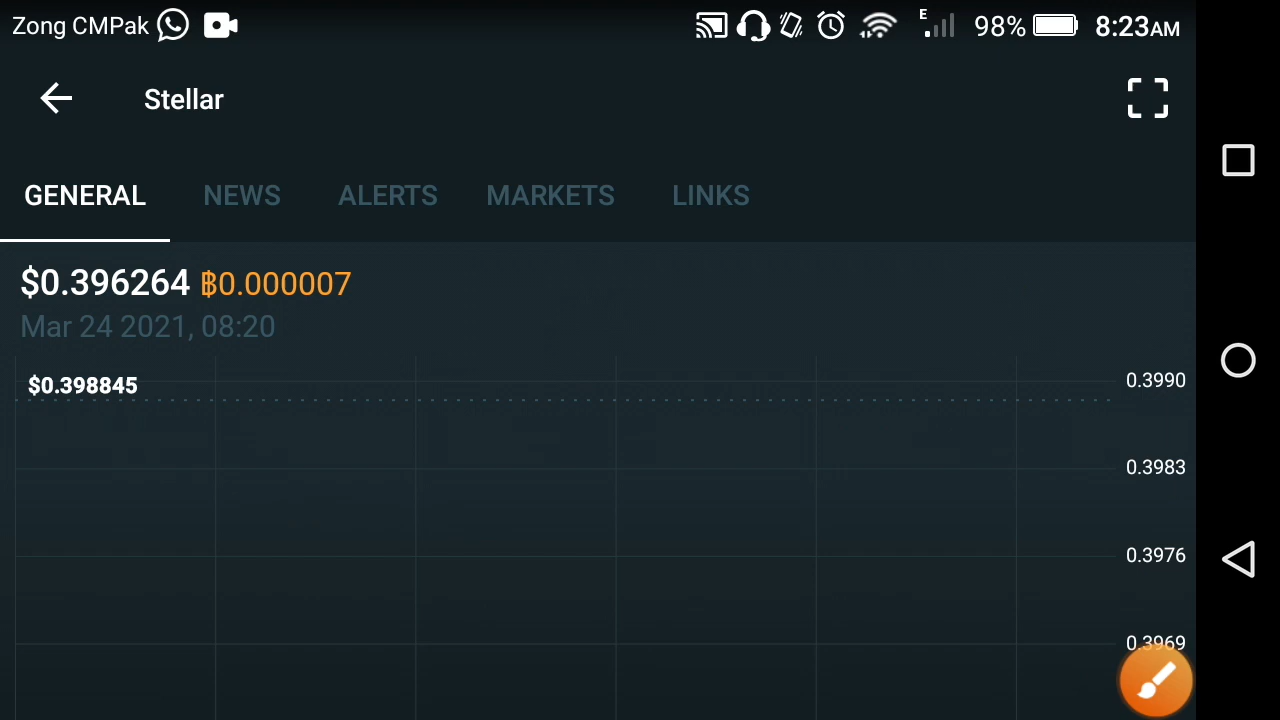 Zong CMPak E 98% 8:23AM
Stellar
GENERAL NEWS ALERTS MARKETS LINKS
$0.396264 ฿0.000007
Mar 24 2021, 08:20
$0.398845
0.3990
0.3983
0.3976
0.3969